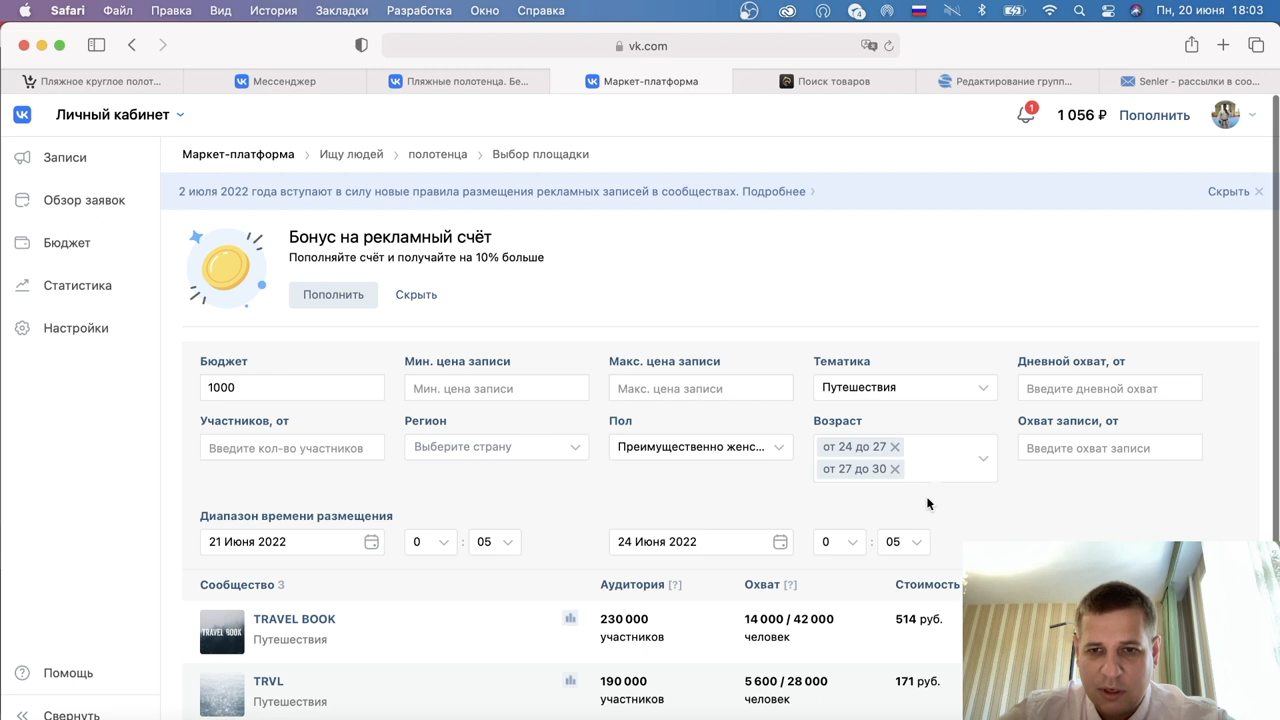 Safari Файл Правка Вид История Закладки Разработка Окно Справка 4 Пн, 20 июня 18:03
vk.com
Пляжное круглое полот... Мессенджер Пляжные полотенца. Бе... Маркет-платформа Поиск товаров Редактирование групп... Senler - рассылки в соо...
Личный кабинет 1 1 056 ₽ Пополнить
Записи
Обзор заявок
Бюджет
Статистика
Настройки
Помощь
Свернуть
Маркет-платформа › Ищу людей › полотенца › Выбор площадки
2 июля 2022 года вступают в силу новые правила размещения рекламных записей в сообществах. Подробнее › Скрыть
Бонус на рекламный счёт
Пополняйте счёт и получайте на 10% больше
Пополнить Скрыть
Бюджет Мин. цена записи Макс. цена записи Тематика Дневной охват, от
1000 Мин. цена записи Макс. цена записи Путешествия Введите дневной охват
Участников, от Регион Пол Возраст Охват записи, от
Введите кол-во участников Выберите страну Преимущественно женс... от 24 до 27 Введите охват записи
от 27 до 30
Диапазон времени размещения
21 Июня 2022 0 : 05 24 Июня 2022 0 : 05
Сообщество 3 Аудитория [?] Охват [?] Стоимость
TRAVEL BOOK TRAVEL BOOK 230 000 14 000 / 42 000 514 руб.
Путешествия участников человек
TRVL 190 000 5 600 / 28 000 171 руб.
Путешествия участников человек